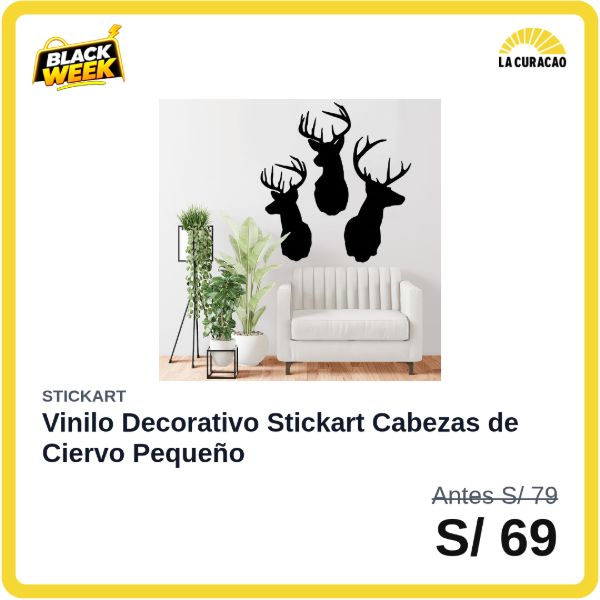 BLACK
WEEK
LA CURACAO
STICKART
Vinilo Decorativo Stickart Cabezas de
Ciervo Pequeño
Antes S/ 79
S/ 69